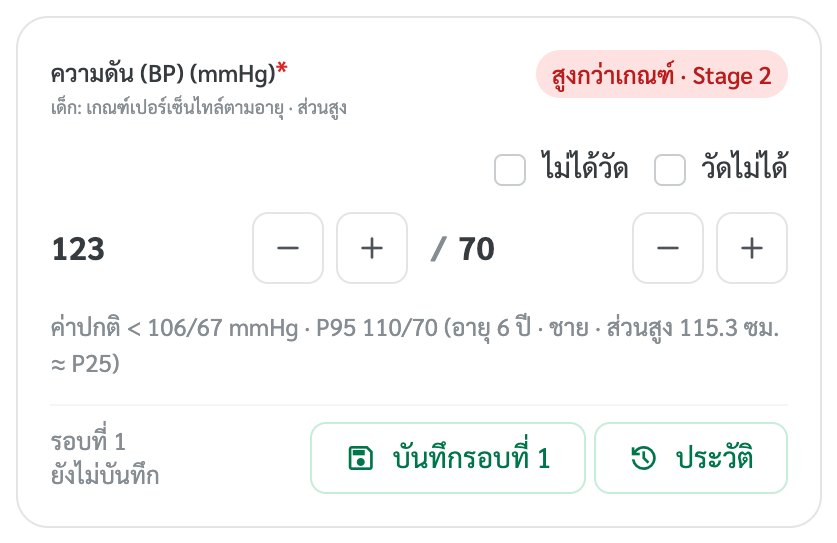 ความดัน (BP) (mmHg)*
สูงกว่าเกณฑ์ · Stage 2
เด็ก: เกณฑ์เปอร์เซ็นไทล์ตามอายุ · ส่วนสูง
ไม่ได้วัด วัดไม่ได้
123 − + / 70 − +
ค่าปกติ < 106/67 mmHg · P95 110/70 (อายุ 6 ปี · ชาย · ส่วนสูง 115.3 ซม.
≈ P25)
รอบที่ 1
ยังไม่บันทึก
บันทึกรอบที่ 1
ประวัติ